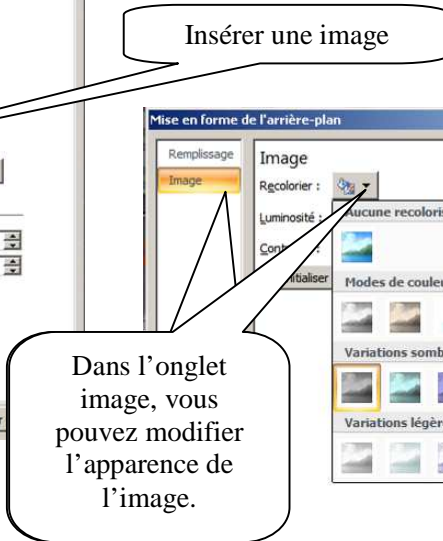 Insérer une image
Mise en forme de l'arrière-plan
Remplissage
Image
Image
Recolorier :
Luminosité :
Aucune recoloris
Modes de couleu
Variations somb
Variations légèr
Dans l’onglet
image, vous
pouvez modifier
l’apparence de
l’image.